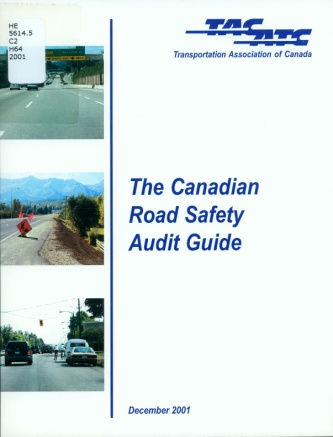 HE
5614.5
C2
H64
2001
TAC
ATC
Transportation Association of Canada
The Canadian
Road Safety
Audit Guide
December 2001